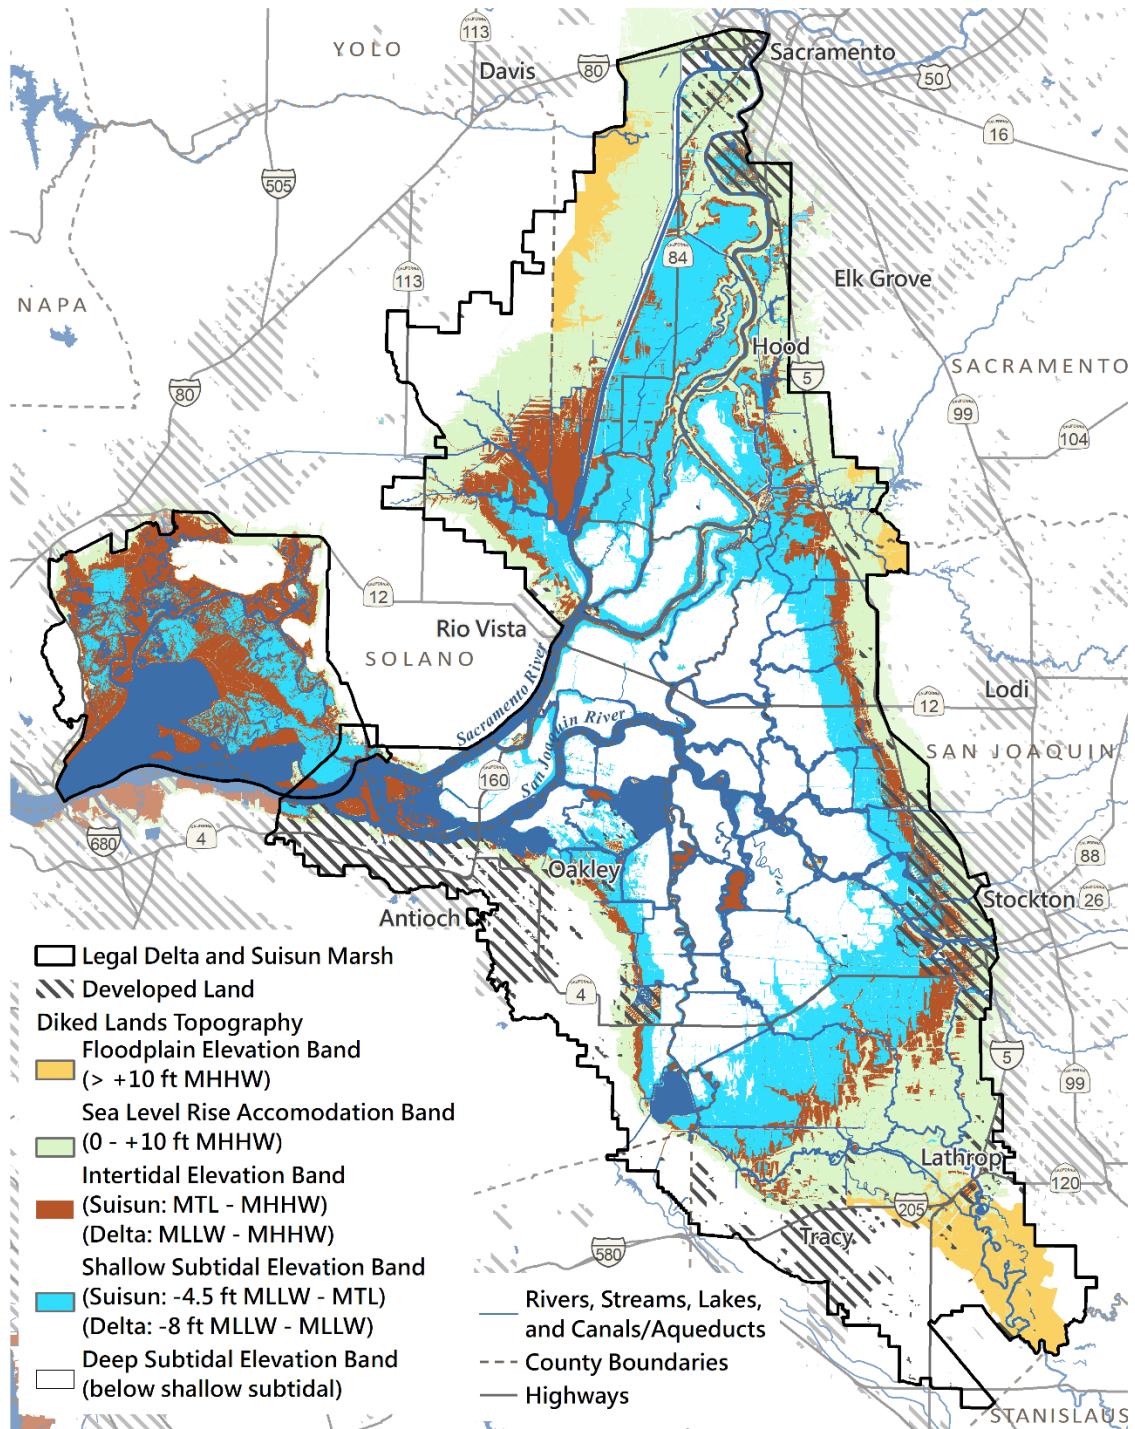 YOLO
113
Davis
80
Sacramento
50
16
505
84
113
Elk Grove
NAPA
Hood
5
80
SACRAMENTO
99
104
12
Rio Vista
SOLANO
Sacramento River
San Joaquin River
160
12
Lodi
SAN JOAQUIN
680
4
88
Oakley
Stockton
26
Antioch
4
5
99
Lathrop
120
205
Tracy
580
STANISLAUS
Legal Delta and Suisun Marsh
Developed Land
Diked Lands Topography
Floodplain Elevation Band
(> +10 ft MHHW)
Sea Level Rise Accomodation Band
(0 - +10 ft MHHW)
Intertidal Elevation Band
(Suisun: MTL - MHHW)
(Delta: MLLW - MHHW)
Shallow Subtidal Elevation Band
(Suisun: -4.5 ft MLLW - MTL)
(Delta: -8 ft MLLW - MLLW)
Deep Subtidal Elevation Band
(below shallow subtidal)
Rivers, Streams, Lakes,
and Canals/Aqueducts
County Boundaries
Highways